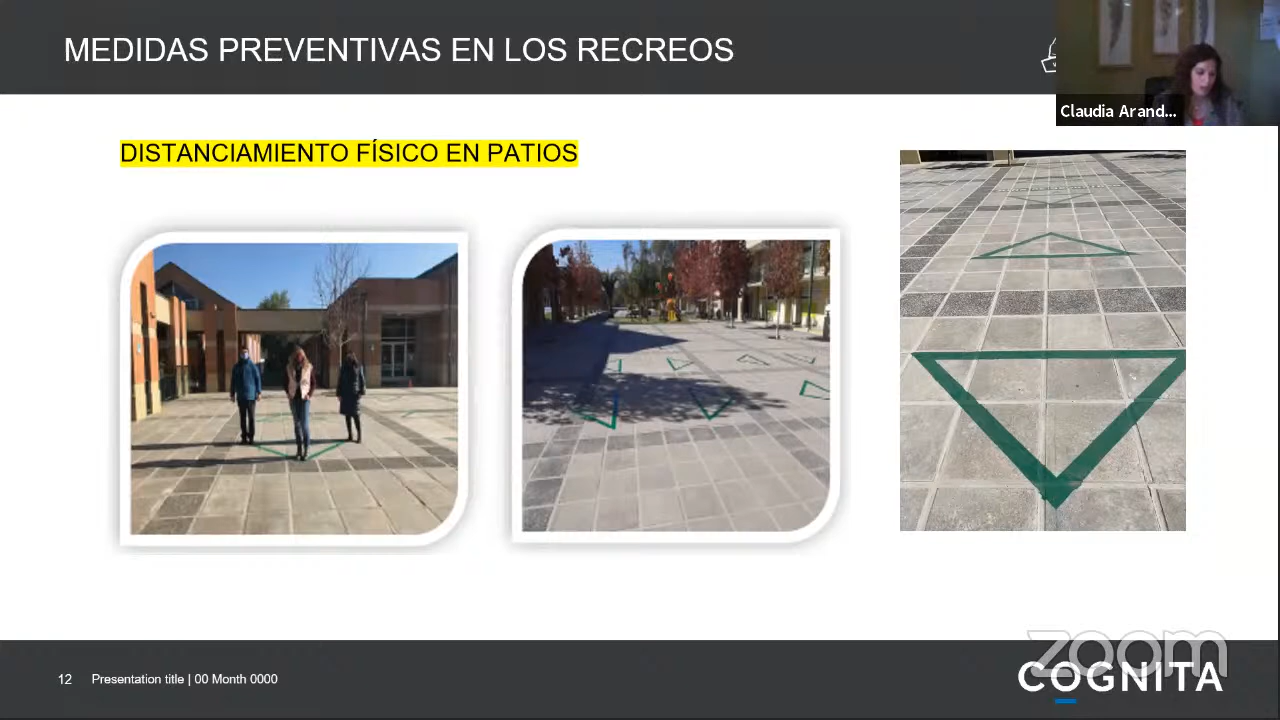 MEDIDAS PREVENTIVAS EN LOS RECREOS
Claudia Arand...
DISTANCIAMIENTO FÍSICO EN PATIOS
zoom
12 Presentation title | 00 Month 0000
COGNITA